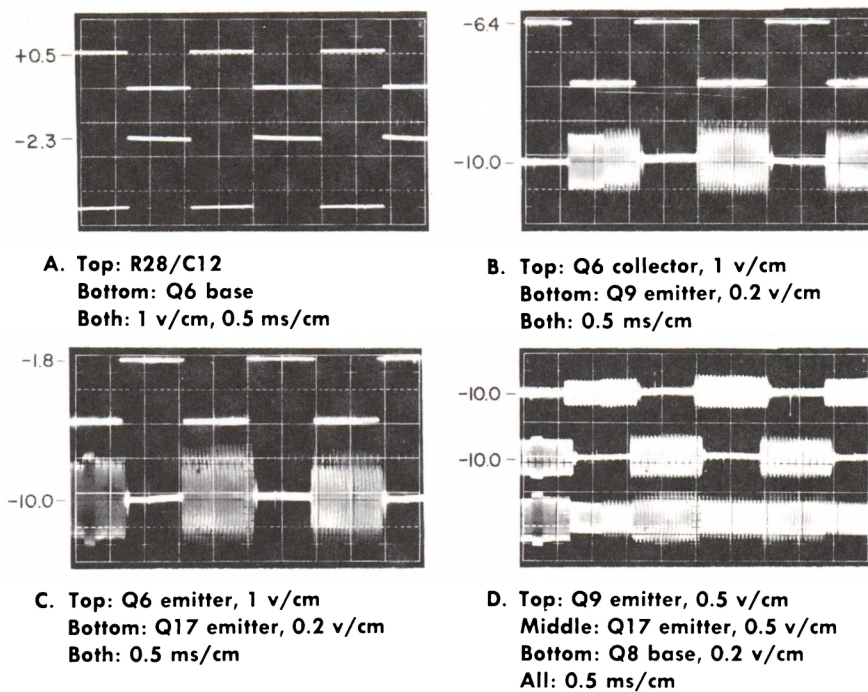 +0.5
-2.3
A. Top: R28/C12
Bottom: Q6 base
Both: 1 v/cm, 0.5 ms/cm
-6.4
-10.0
B. Top: Q6 collector, 1 v/cm
Bottom: Q9 emitter, 0.2 v/cm
Both: 0.5 ms/cm
-1.8
-10.0
C. Top: Q6 emitter, 1 v/cm
Bottom: Q17 emitter, 0.2 v/cm
Both: 0.5 ms/cm
-10.0
-10.0
D. Top: Q9 emitter, 0.5 v/cm
Middle: Q17 emitter, 0.5 v/cm
Bottom: Q8 base, 0.2 v/cm
All: 0.5 ms/cm